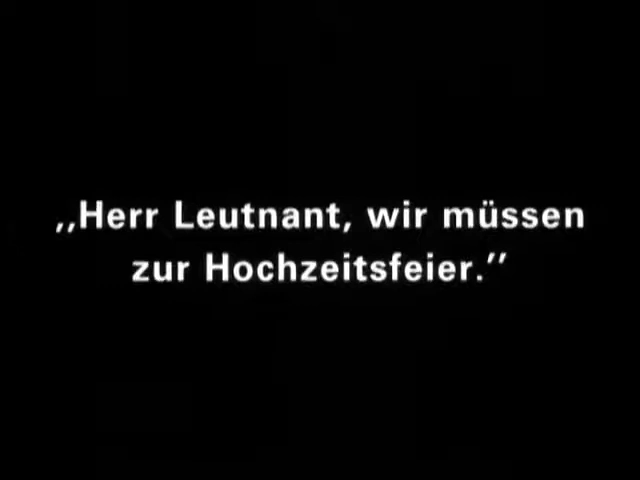 ,,Herr Leutnant, wir müssen
zur Hochzeitsfeier.”